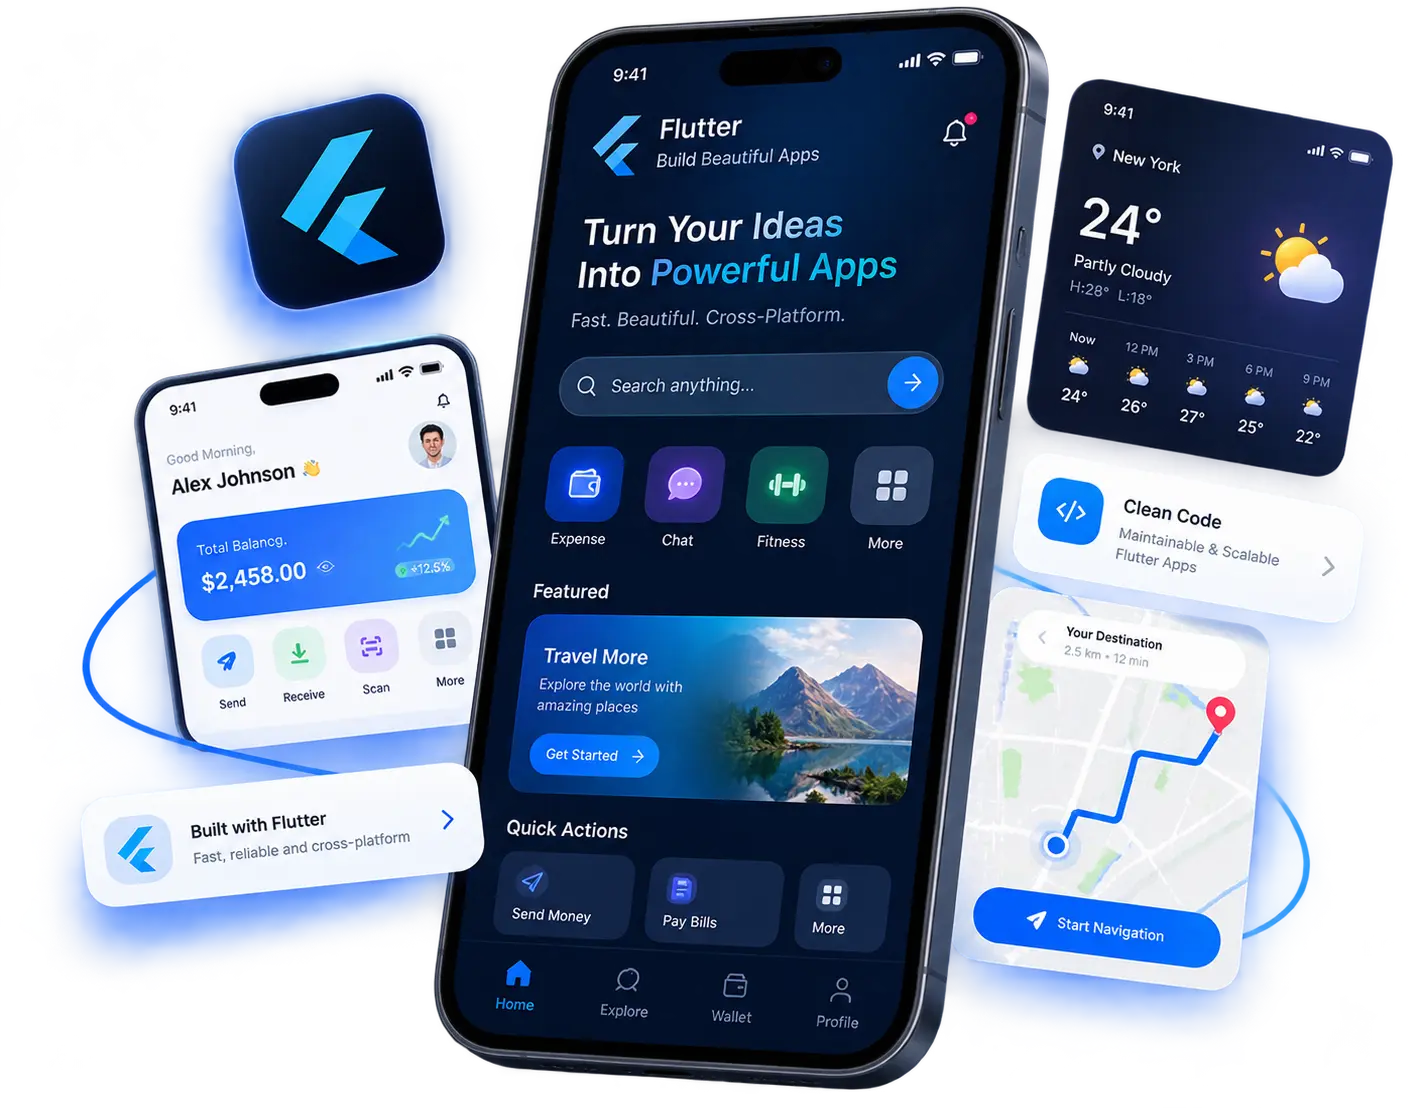 9:41
Flutter
Build Beautiful Apps
Turn Your Ideas
Into Powerful Apps
Fast. Beautiful. Cross-Platform.
Search anything...
Expense
Chat
Fitness
More
Featured
Travel More
Explore the world with
amazing places
Get Started
Quick Actions
Send Money
Pay Bills
More
Home
Explore
Wallet
Profile
9:41
Good Morning,
Alex Johnson
Total Balancg.
$2,458.00
+12.5%
Send
Receive
Scan
More
Built with Flutter
Fast, reliable and cross-platform
9:41
New York
24°
Partly Cloudy
H:28° L:18°
Now
12 PM
3 PM
6 PM
9 PM
24°
26°
27°
25°
22°
Clean Code
Maintainable & Scalable
Flutter Apps
</>
Your Destination
2.5 km • 12 min
Start Navigation